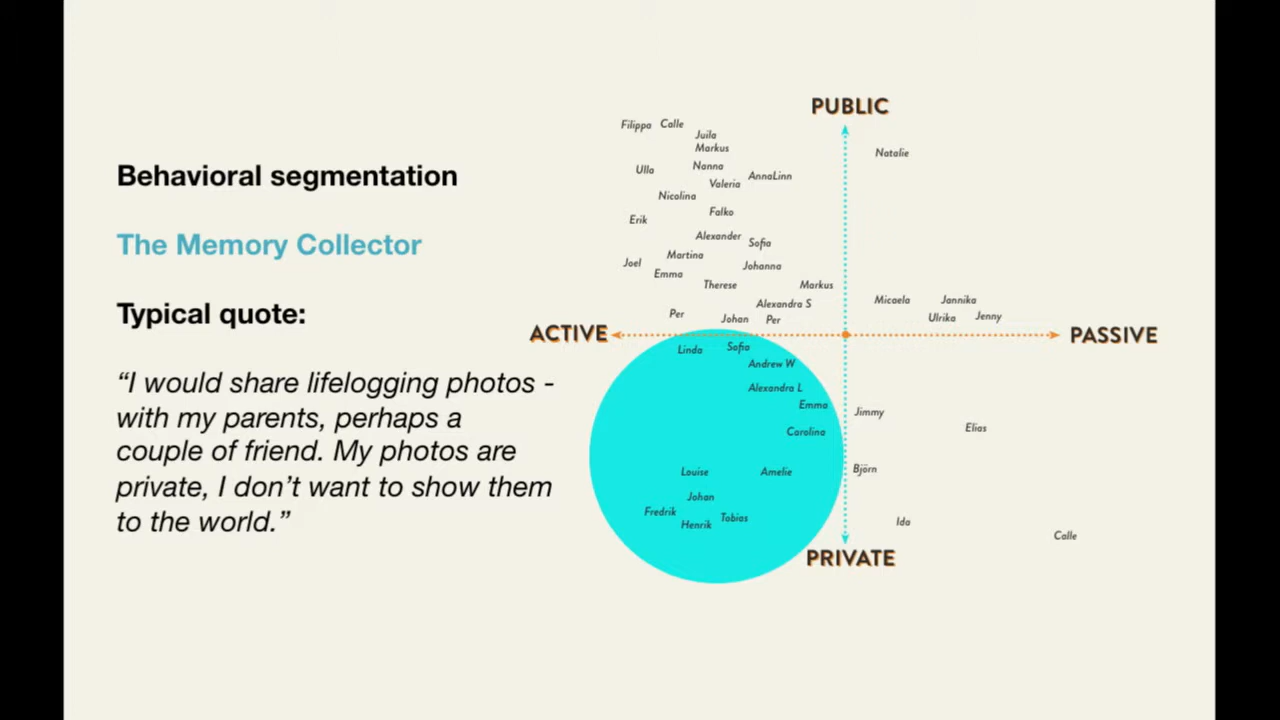 Behavioral segmentation
The Memory Collector
Typical quote:
“I would share lifelogging photos -
with my parents, perhaps a
couple of friend. My photos are
private, I don’t want to show them
to the world.”
PUBLIC
Filippa Calle
Juila
Markus
Natalie
Ulla Nanna
AnnaLinn
Valeria
Nicolina
Falko
Erik
Alexander
Sofia
Martina
Joel Johanna
Emma
Therese Markus
Alexandra S
Micaela Jannika
Per
Johan Per
Ulrika Jenny
ACTIVE PASSIVE
Linda Sofia
Andrew W
Alexandra L
Emma
Jimmy
Carolina
Elias
Louise Amelie
Björn
Johan
Fredrik
Tobias
Henrik
Ida
Calle
PRIVATE